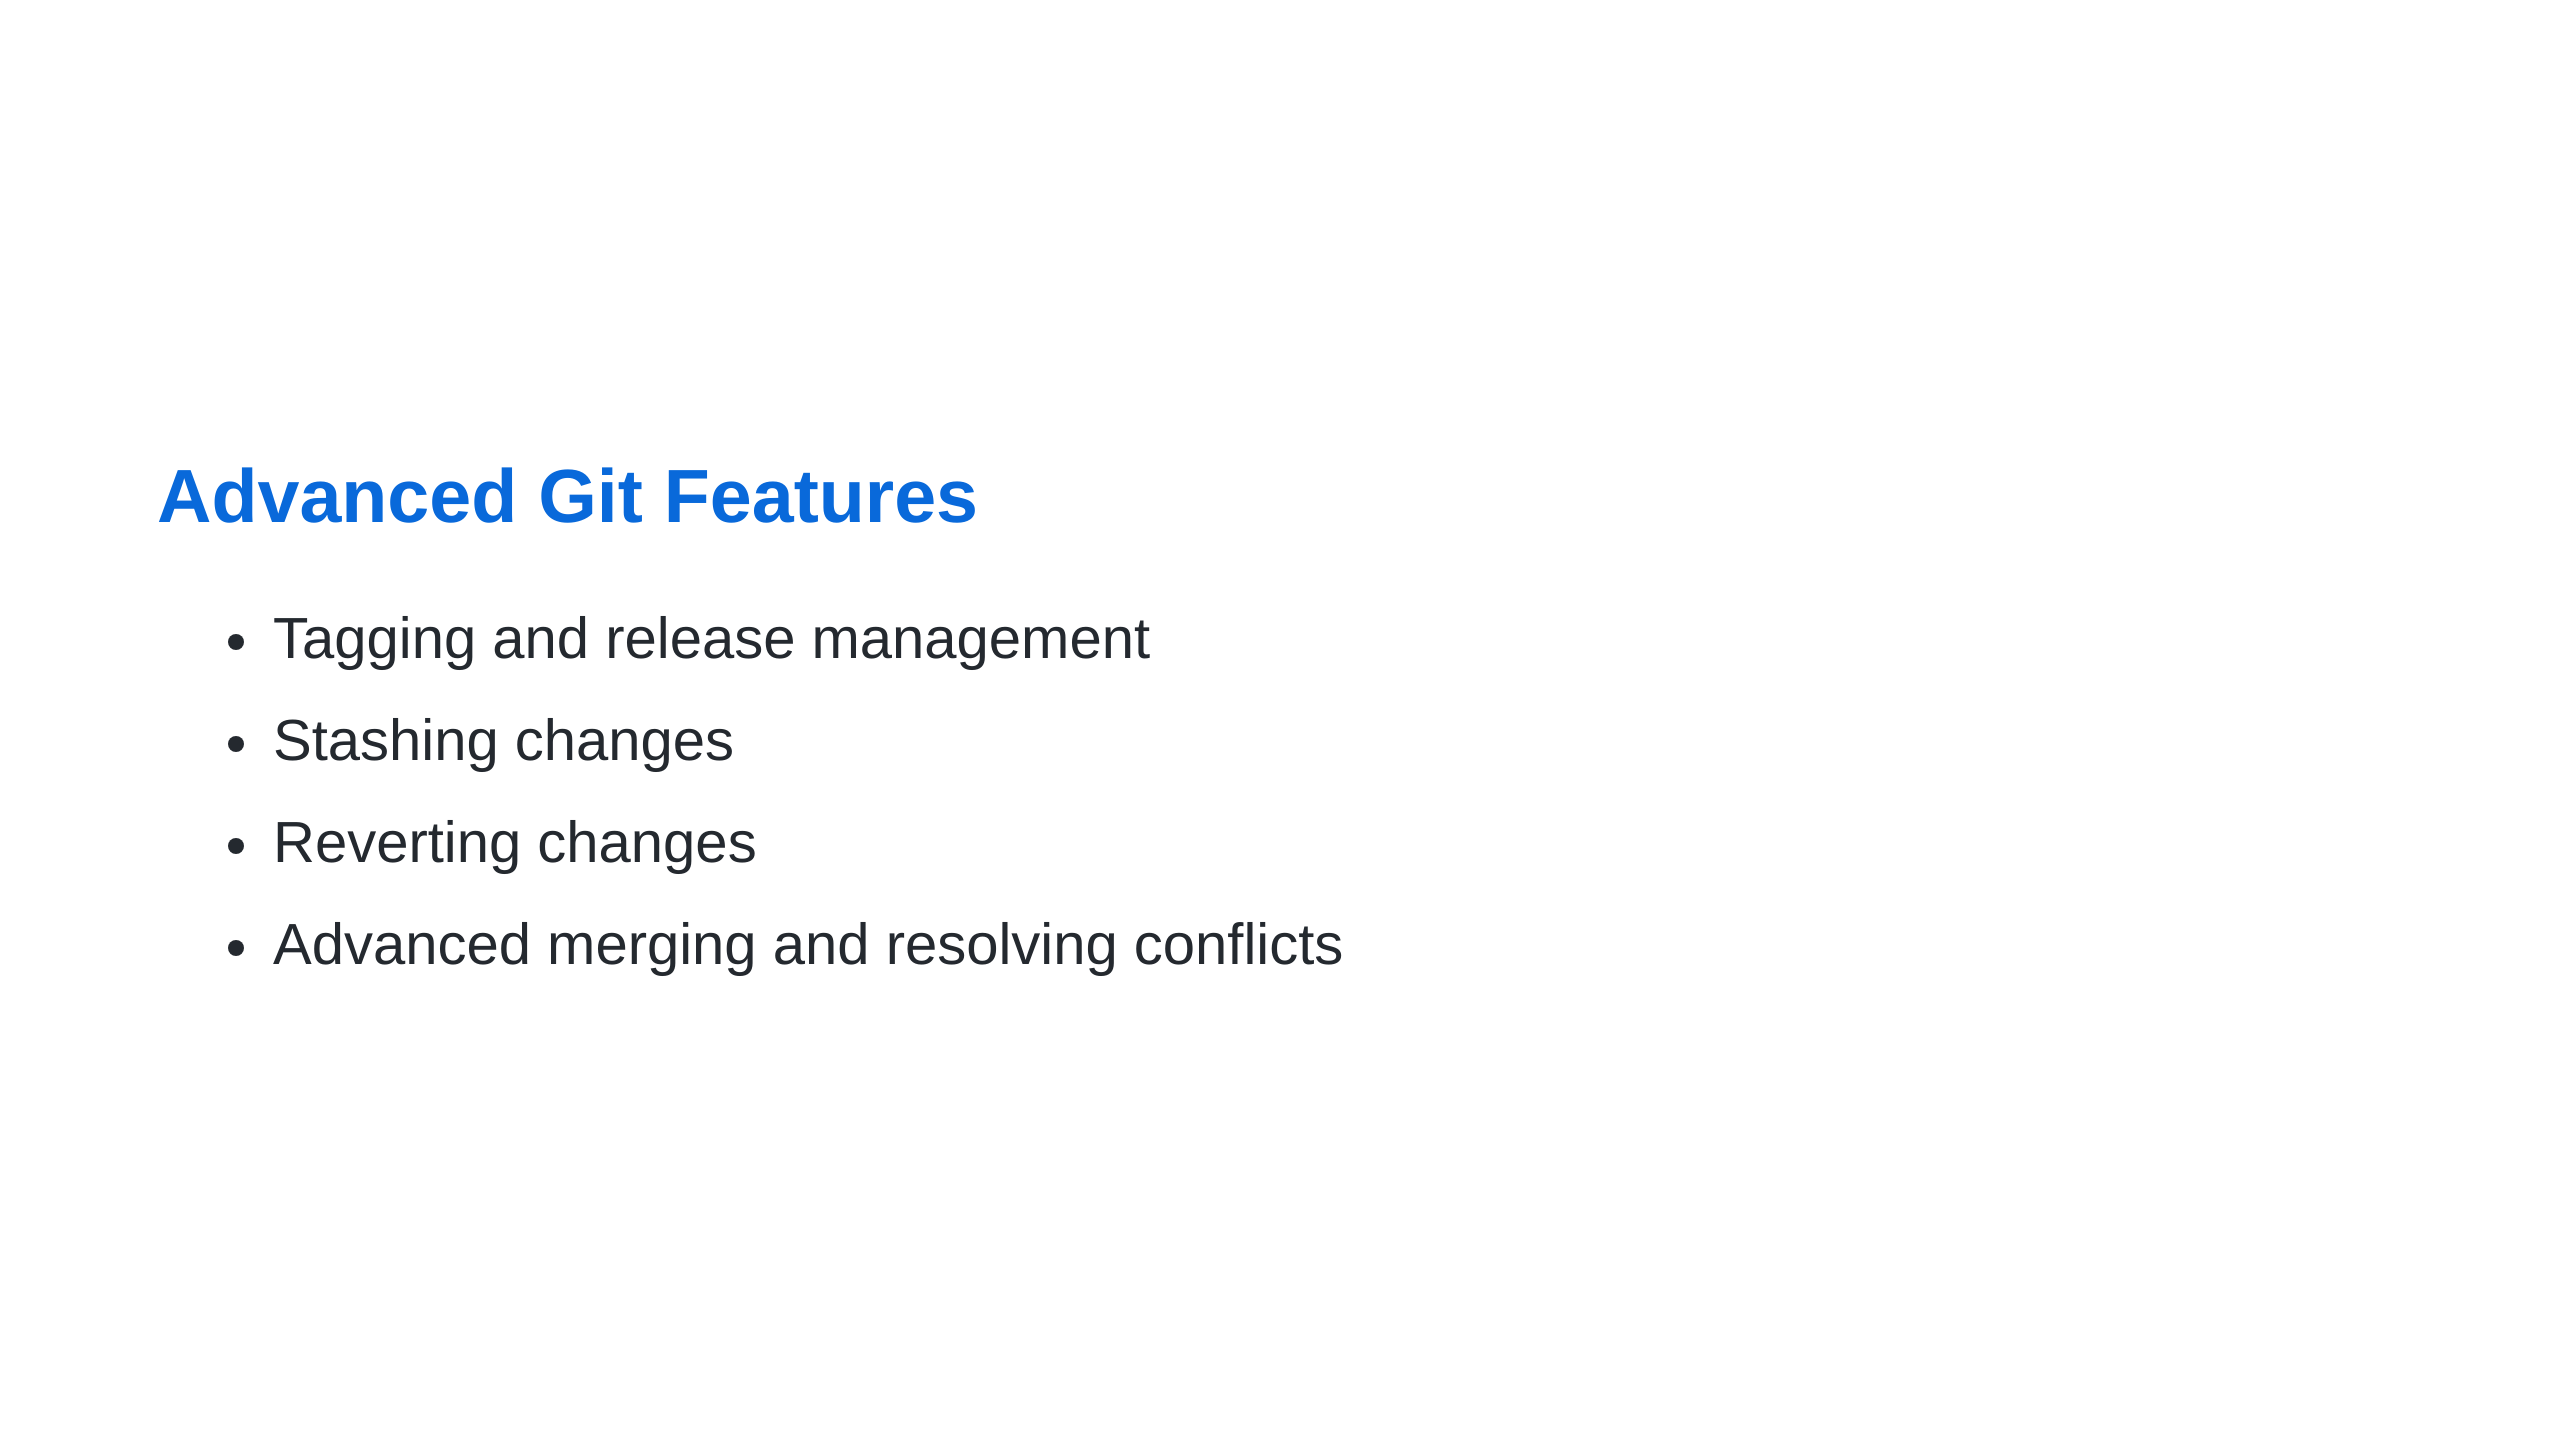 Advanced Git Features
• Tagging and release management
• Stashing changes
• Reverting changes
• Advanced merging and resolving conflicts